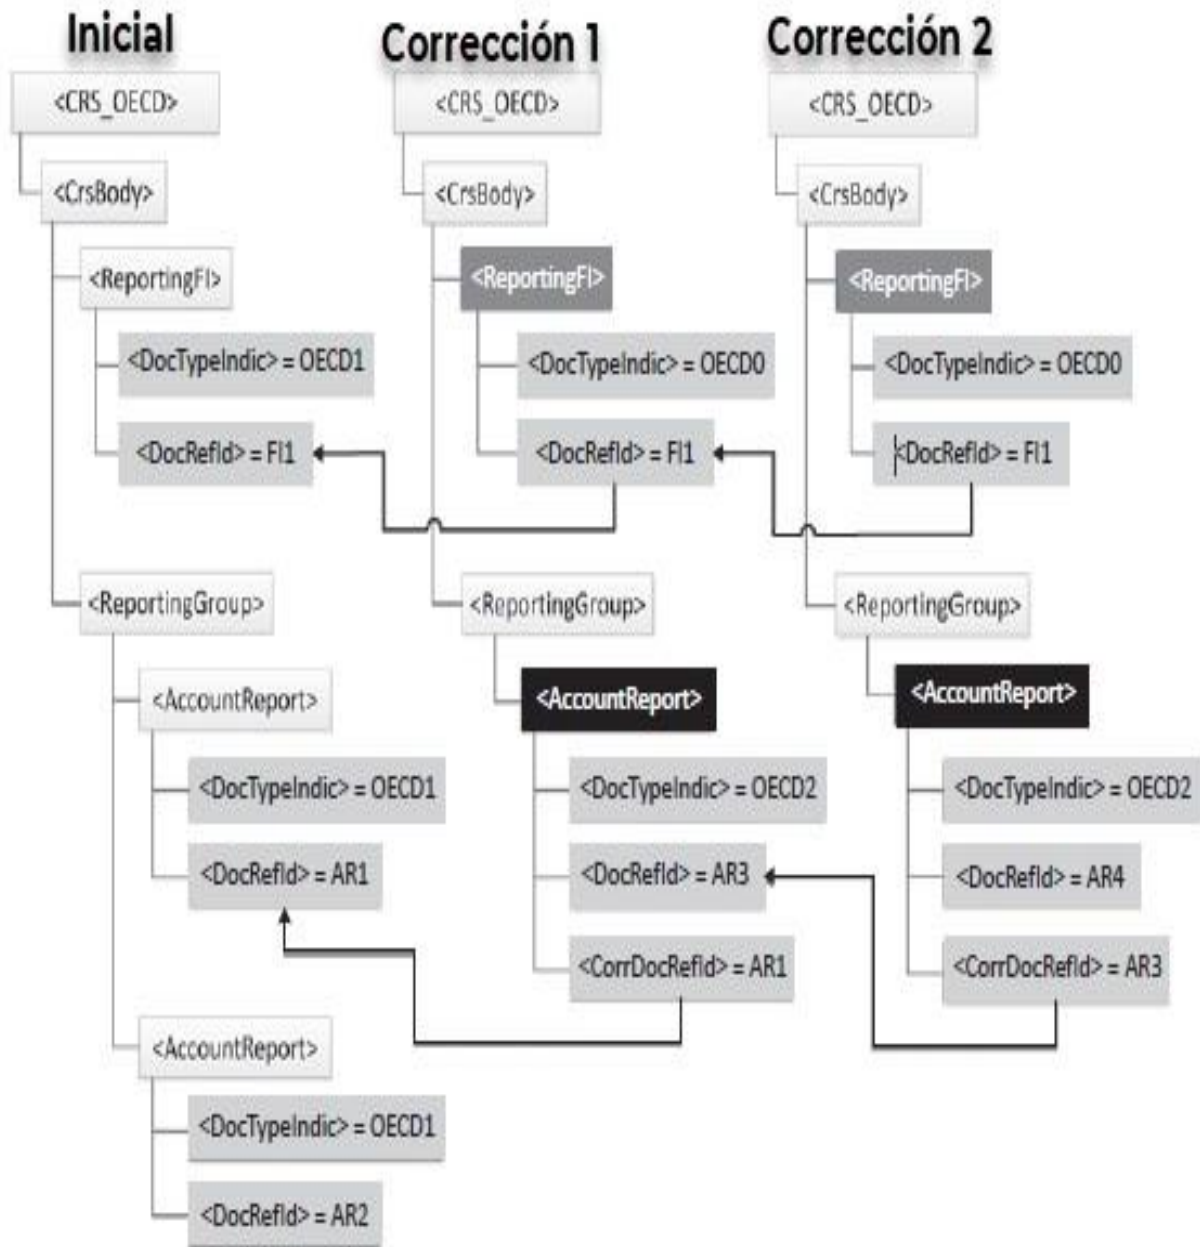 Inicial
<CRS_OECD>
<CrsBody>
<ReportingFI>
<DocTypeIndic> = OECD1
<DocRefId> = FI1
<ReportingGroup>
<AccountReport>
<DocTypeIndic> = OECD1
<DocRefId> = AR1
<AccountReport>
<DocTypeIndic> = OECD1
<DocRefId> = AR2
Corrección 1
<CRS_OECD>
<CrsBody>
<ReportingFI>
<DocTypeIndic> = OECD0
<DocRefId> = FI1
<ReportingGroup>
<AccountReport>
<DocTypeIndic> = OECD2
<DocRefId> = AR3
<CorrDocRefId> = AR1
Corrección 2
<CRS_OECD>
<CrsBody>
<ReportingFI>
<DocTypeIndic> = OECD0
<DocRefId> = FI1
<ReportingGroup>
<AccountReport>
<DocTypeIndic> = OECD2
<DocRefId> = AR4
<CorrDocRefId> = AR3